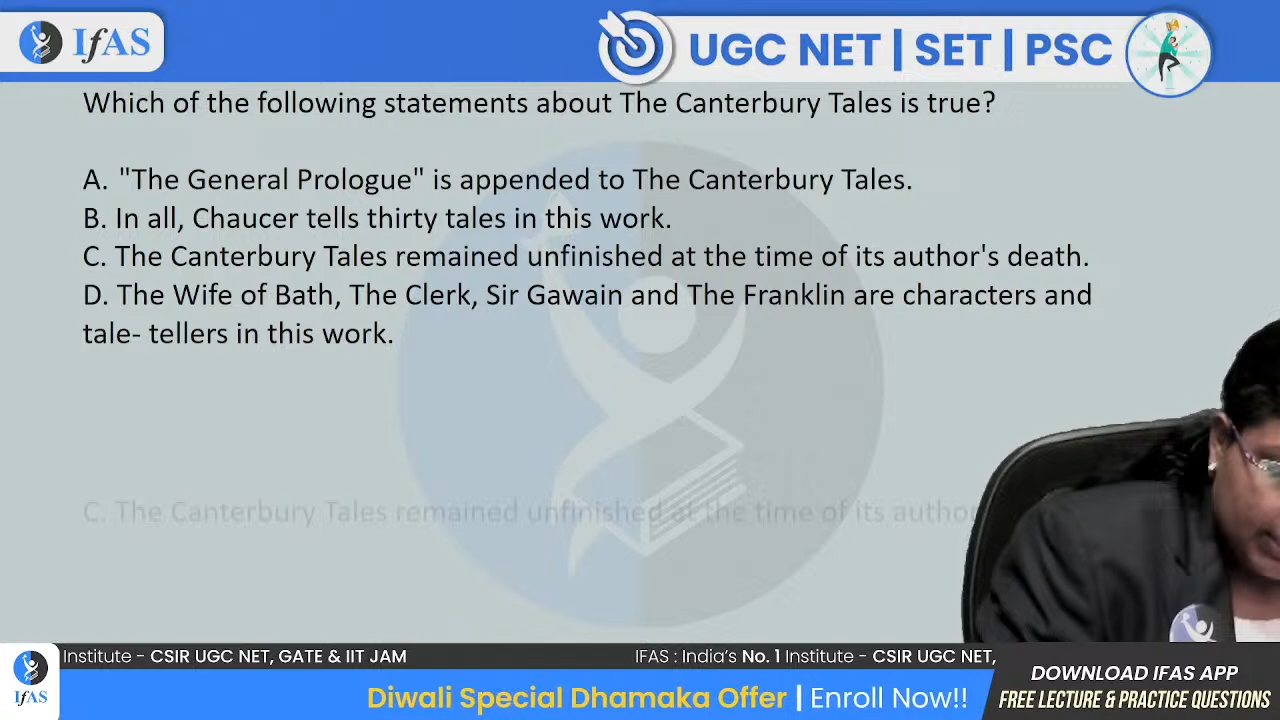 IfAS
UGC NET | SET | PSC
Which of the following statements about The Canterbury Tales is true?
A. "The General Prologue" is appended to The Canterbury Tales.
B. In all, Chaucer tells thirty tales in this work.
C. The Canterbury Tales remained unfinished at the time of its author's death.
D. The Wife of Bath, The Clerk, Sir Gawain and The Franklin are characters and
tale- tellers in this work.
C. The Canterbury Tales remained unfinished at the time of its author
Institute - CSIR UGC NET, GATE & IIT JAM
IFAS : India's No. 1 Institute - CSIR UGC NET,
IfAS
Diwali Special Dhamaka Offer | Enroll Now!!
DOWNLOAD IFAS APP
FREE LECTURE & PRACTICE QUESTIONS